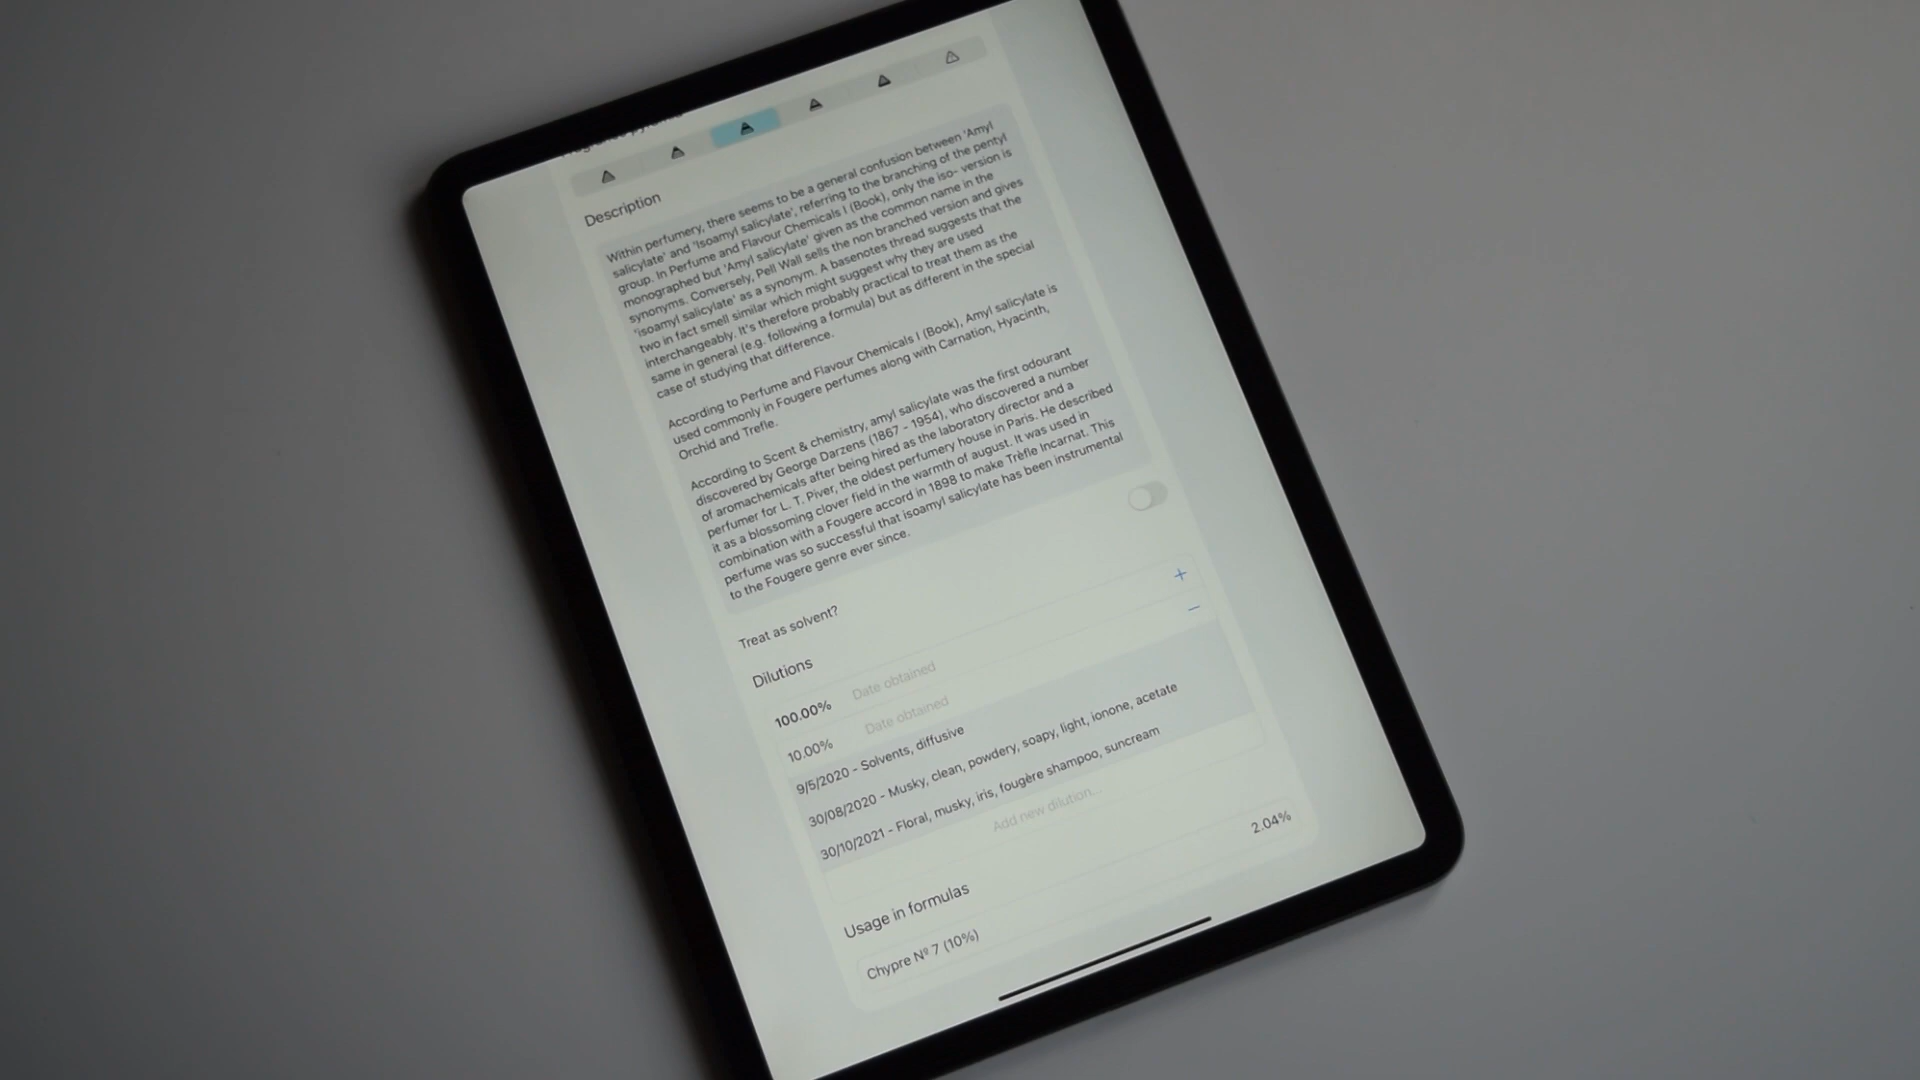 Description
Within perfumery, there seems to be a general confusion between 'Amyl
salicylate' and 'Isoamyl salicylate', referring to the branching of the pentyl
group. In Perfume and Flavour Chemicals I (Book), only the iso- version is
monographed but 'Amyl salicylate' given as the common name in the
synonyms. Conversely, Pell Wall sells the non branched version and gives
'isoamyl salicylate' as a synonym. A basenotes thread suggests that the
two in fact smell similar which might suggest why they are used
interchangeably. It's therefore probably practical to treat them as the
same in general (e.g. following a formula) but as different in the special
case of studying that difference.
According to Perfume and Flavour Chemicals I (Book), Amyl salicylate is
used commonly in Fougere perfumes along with Carnation, Hyacinth,
Orchid and Trefle.
According to Scent & chemistry, amyl salicylate was the first odourant
discovered by George Darzens (1867 - 1954), who discovered a number
of aromachemicals after being hired as the laboratory director and a
perfumer for L. T. Piver, the oldest perfumery house in Paris. He described
it as a blossoming clover field in the warmth of august. It was used in
combination with a Fougere accord in 1898 to make Trèfle Incarnat. This
perfume was so successful that isoamyl salicylate has been instrumental
to the Fougere genre ever since.
Treat as solvent?
Dilutions
100.00% Date obtained +
10.00% Date obtained −
9/5/2020 - Solvents, diffusive
30/08/2020 - Musky, clean, powdery, soapy, light, ionone, acetate
30/10/2021 - Floral, musky, iris, fougère shampoo, suncream
Add new dilution...
Usage in formulas
Chypre Nº 7 (10%) 2.04%